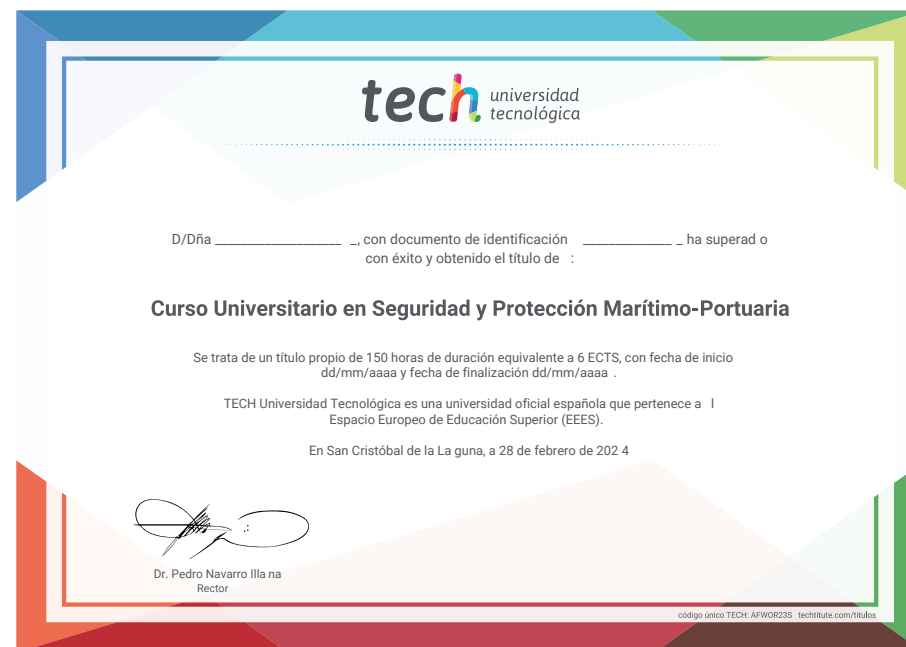 tech universidad
tecnológica
D/Dña ____________________ _, con documento de identificación ______________ _ ha superad o
con éxito y obtenido el título de :
Curso Universitario en Seguridad y Protección Marítimo-Portuaria
Se trata de un título propio de 150 horas de duración equivalente a 6 ECTS, con fecha de inicio
dd/mm/aaaa y fecha de finalización dd/mm/aaaa .
TECH Universidad Tecnológica es una universidad oficial española que pertenece a l
Espacio Europeo de Educación Superior (EEES).
En San Cristóbal de la La guna, a 28 de febrero de 202 4
Dr. Pedro Navarro Illa na
Rector
código único TECH: AFWOR23S techtitute.com/titulos